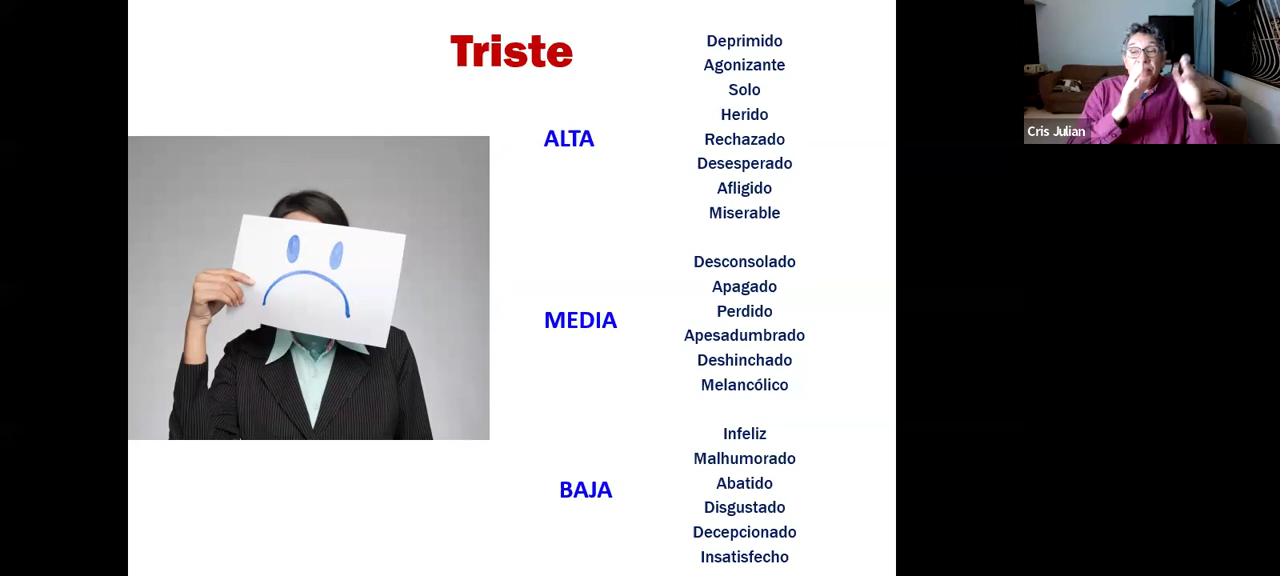 Triste
ALTA
Deprimido
Agonizante
Solo
Herido
Rechazado
Desesperado
Afligido
Miserable
MEDIA
Desconsolado
Apagado
Perdido
Apesadumbrado
Deshinchado
Melancólico
BAJA
Infeliz
Malhumorado
Abatido
Disgustado
Decepcionado
Insatisfecho
Cris Julian